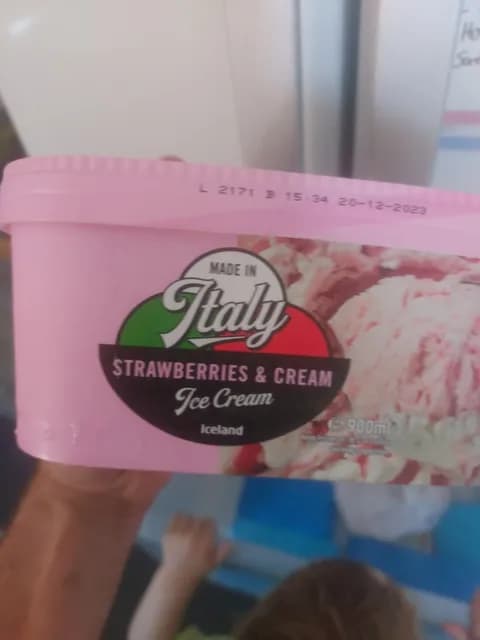 L 2171 B 15 34 20-12-2023
MADE IN
Italy
STRAWBERRIES & CREAM
Ice Cream
Iceland
900ml